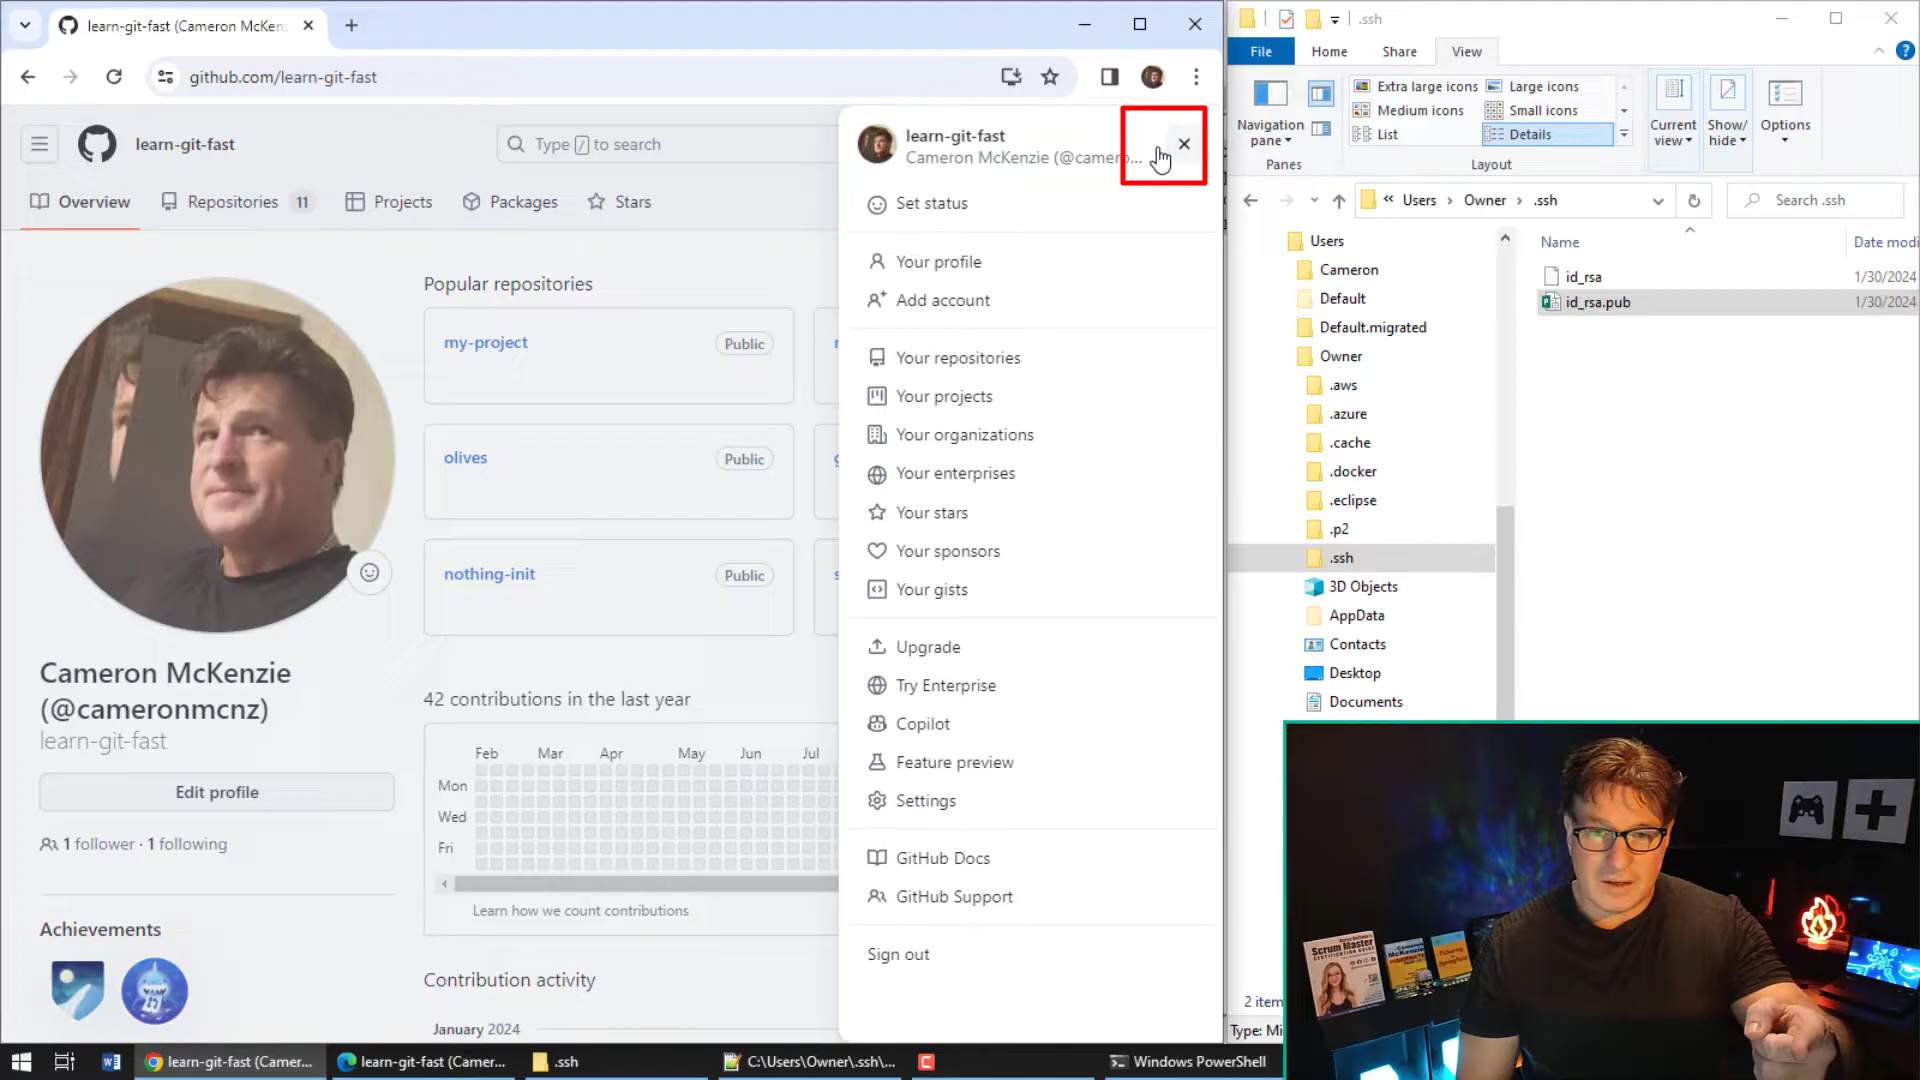 learn-git-fast (Cameron McKen
github.com/learn-git-fast
learn-git-fast
Type / to search
Overview
Repositories 11
Projects
Packages
Stars
Popular repositories
my-project Public
olives Public
nothing-init Public
Cameron McKenzie
(@cameronmcnz)
learn-git-fast
Edit profile
1 follower · 1 following
Achievements
42 contributions in the last year
Feb Mar Apr May Jun Jul
Mon
Wed
Fri
Learn how we count contributions
Contribution activity
January 2024
learn-git-fast
Cameron McKenzie (@camero...
Set status
Your profile
Add account
Your repositories
Your projects
Your organizations
Your enterprises
Your stars
Your sponsors
Your gists
Upgrade
Try Enterprise
Copilot
Feature preview
Settings
GitHub Docs
GitHub Support
Sign out
.ssh
File Home Share View
Navigation
pane
Panes
Extra large icons Large icons
Medium icons Small icons
List Details
Layout
Current
view
Show/
hide
Options
« Users › Owner › .ssh
Search .ssh
Users
Cameron
Default
Default.migrated
Owner
.aws
.azure
.cache
.docker
.eclipse
.p2
.ssh
3D Objects
AppData
Contacts
Desktop
Documents
Name Date modi
id_rsa 1/30/2024
id_rsa.pub 1/30/2024
2 item
Type: Mi
Scrum Master
learn-git-fast (Camer...
learn-git-fast (Camer...
.ssh
C:\Users\Owner\.ssh\...
Windows PowerShell